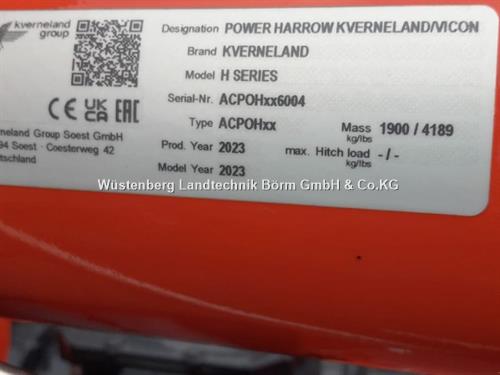 kverneland
group
Designation POWER HARROW KVERNELAND/VICON
Brand KVERNELAND
Model H SERIES
Serial-Nr. ACPOHxx6004
Type ACPOHxx
Mass 1900 / 4189
kg/lbs
Prod. Year 2023
max. Hitch load - / -
kg/lbs
Model Year 2023
CE UK CA EAC
neland Group Soest GmbH
94 Soest · Coesterweg 42
utschland
Wüstenberg Landtechnik Börm GmbH & Co.KG